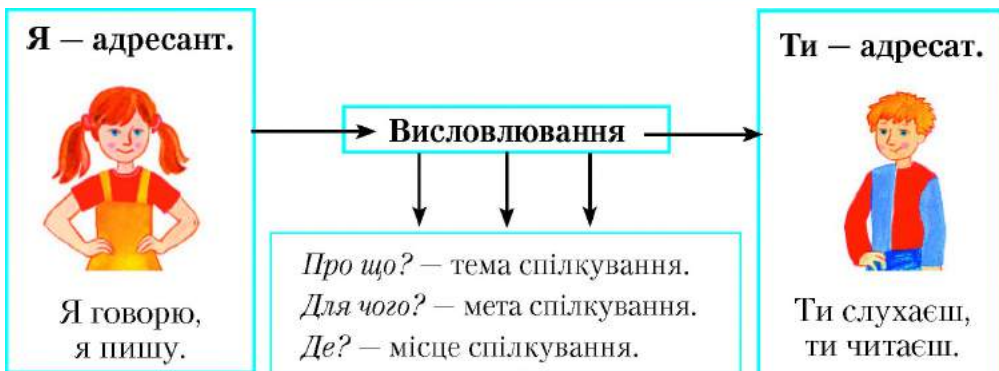 Я — адресант.
Я говорю,
я пишу.
Висловлювання
Про що? — тема спілкування.
Для чого? — мета спілкування.
Де? — місце спілкування.
Ти — адресат.
Ти слухаєш,
ти читаєш.